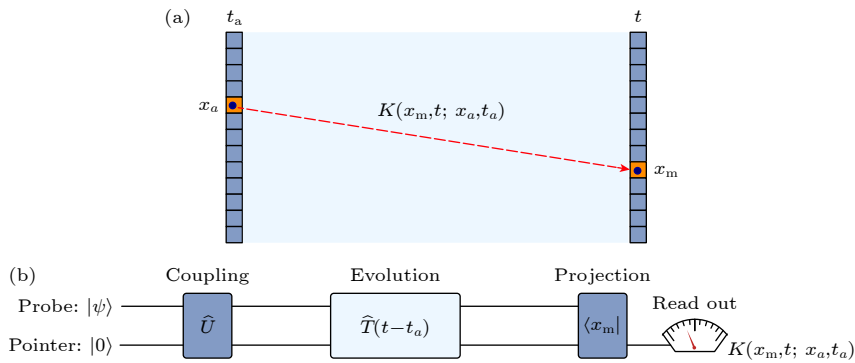 (a)
t_a t
x_a
K(x_m,t; x_a,t_a)
x_m
(b)
Coupling Evolution Projection
Probe: |ψ⟩
Read out
Û T̂(t−t_a) ⟨x_m|
Pointer: |0⟩
K(x_m,t; x_a,t_a)